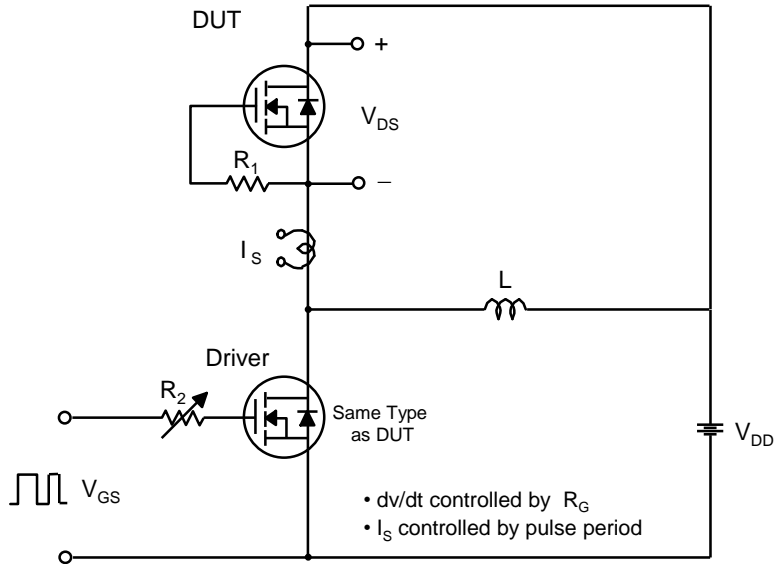 DUT
+
V_DS
R_1
−
I_S
L
Driver
R_2
Same Type
as DUT
V_DD
V_GS
• dv/dt controlled by R_G
• I_S controlled by pulse period